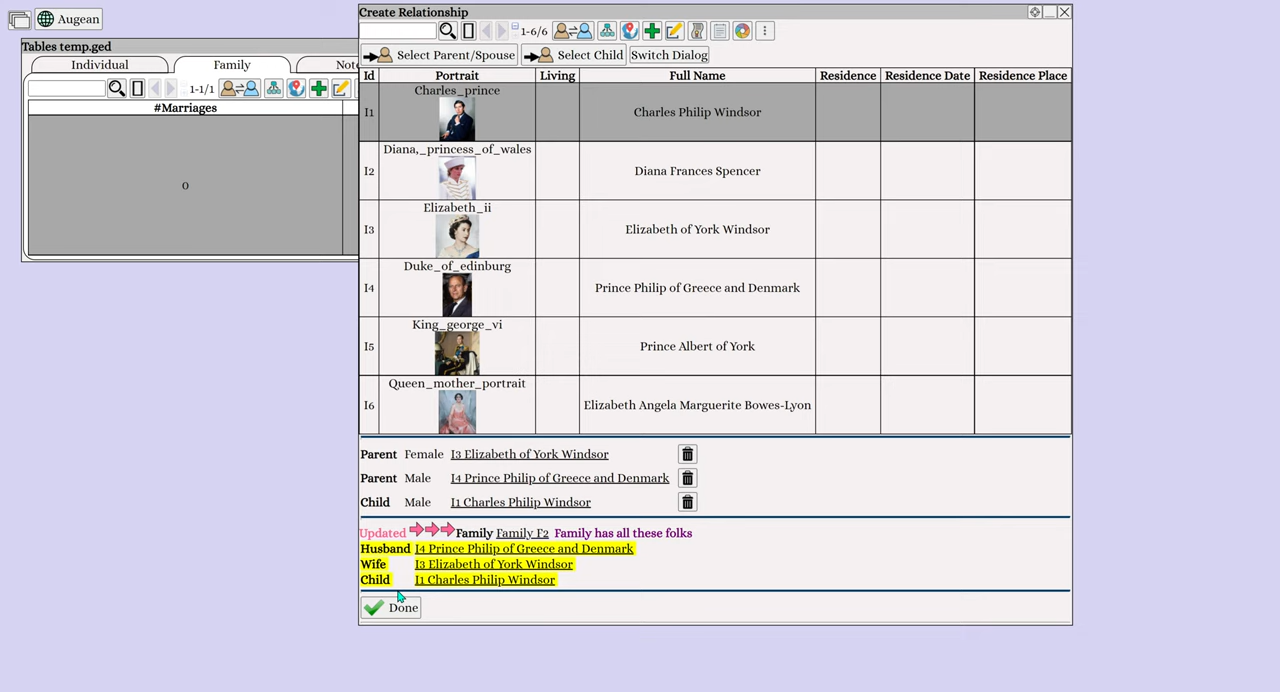 Augean
Tables temp.ged
Individual
Family
Note
1-1/1
#Marriages
0
Create Relationship
1-6/6
Select Parent/Spouse
Select Child
Switch Dialog
Id Portrait Living Full Name Residence Residence Date Residence Place
Charles_prince
I1 Charles Philip Windsor
Diana,_princess_of_wales
I2 Diana Frances Spencer
Elizabeth_ii
I3 Elizabeth of York Windsor
Duke_of_edinburg
I4 Prince Philip of Greece and Denmark
King_george_vi
I5 Prince Albert of York
Queen_mother_portrait
I6 Elizabeth Angela Marguerite Bowes-Lyon
Parent Female I3 Elizabeth of York Windsor
Parent Male I4 Prince Philip of Greece and Denmark
Child Male I1 Charles Philip Windsor
Updated Family Family F2 Family has all these folks
Husband I4 Prince Philip of Greece and Denmark
Wife I3 Elizabeth of York Windsor
Child I1 Charles Philip Windsor
Done